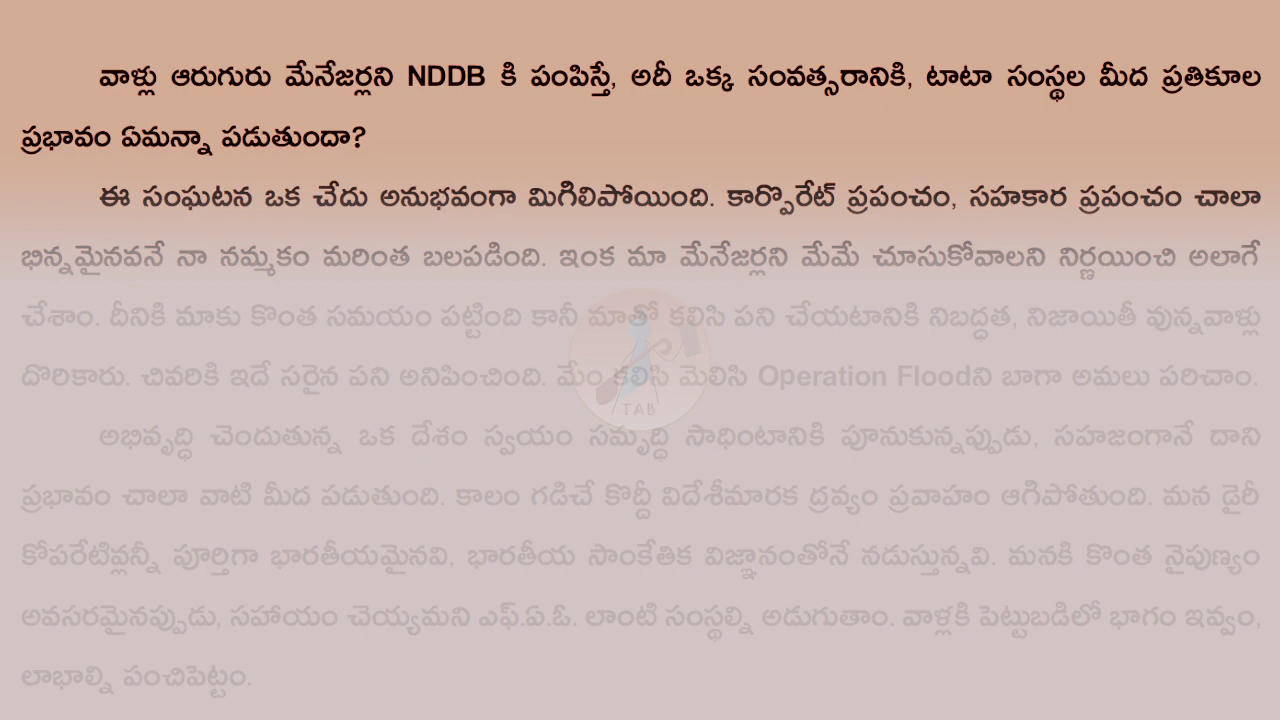 వాళ్లు ఆరుగురు మేనేజర్లని NDDB కి పంపిస్తే, అదీ ఒక్క సంవత్సరానికి, టాటా సంస్థల మీద ప్రతికూల
ప్రభావం ఏమన్నా పడుతుందా?
ఈ సంఘటన ఒక చేదు అనుభవంగా మిగిలిపోయింది. కార్పొరేట్ ప్రపంచం, సహకార ప్రపంచం చాలా
భిన్నమైనవనే నా నమ్మకం మరింత బలపడింది. ఇంక మా మేనేజర్లని మేమే చూసుకోవాలని నిర్ణయించి అలాగే
చేశాం. దీనికి మాకు కొంత సమయం పట్టింది కానీ మాతో కలిసి పని చేయటానికి నిబద్ధత, నిజాయితీ వున్నవాళ్లు
దొరికారు. చివరికి ఇదే సరైన పని అనిపించింది. మేం కలిసి మెలిసి Operation Floodని బాగా అమలు పరిచాం.
అభివృద్ధి చెందుతున్న ఒక దేశం స్వయం సమృద్ధి సాధింటానికి పూనుకున్నప్పుడు, సహజంగానే దాని
ప్రభావం చాలా వాటి మీద పడుతుంది. కాలం గడిచే కొద్దీ విదేశీమారక ద్రవ్యం ప్రవాహం ఆగిపోతుంది. మన డైరీ
కోపరేటివ్లన్నీ పూర్తిగా భారతీయమైనవి, భారతీయ సాంకేతిక విజ్ఞానంతోనే నడుస్తున్నవి. మనకి కొంత నైపుణ్యం
అవసరమైనప్పుడు, సహాయం చెయ్యమని ఎఫ్.ఏ.ఓ. లాంటి సంస్థల్ని అడుగుతాం. వాళ్లకి పెట్టుబడిలో భాగం ఇవ్వం,
లాభాల్ని పంచిపెట్టం.
TAB